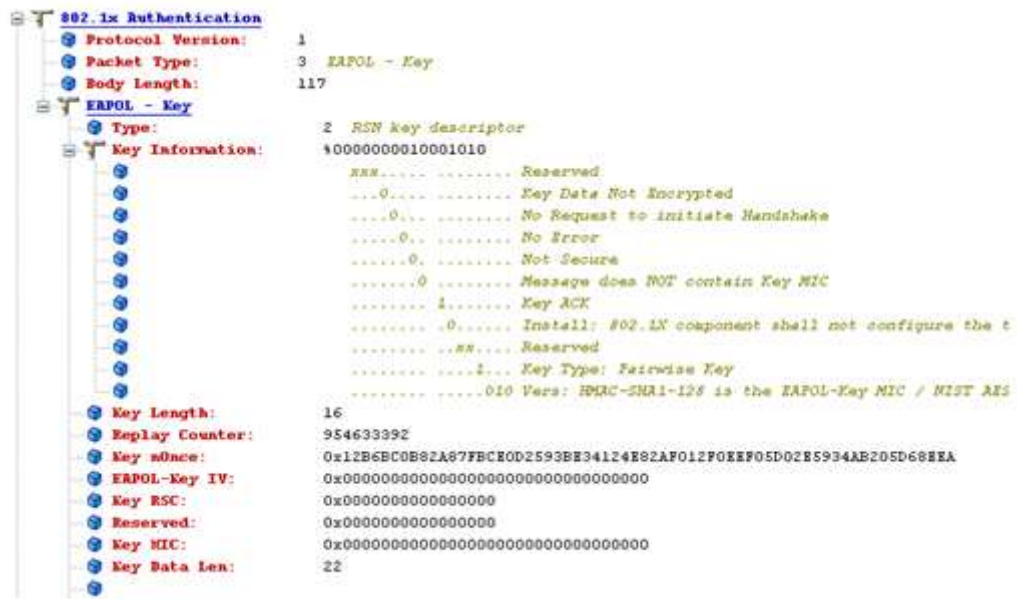 802.1x Authentication
Protocol Version: 1
Packet Type: 3 EAPOL - Key
Body Length: 117
EAPOL - Key
Type: 2 RSN key descriptor
Key Information: %0000000010001010
xxx..... ........ Reserved
...0.... ........ Key Data Not Encrypted
....0... ........ No Request to initiate Handshake
.....0.. ........ No Error
......0. ........ Not Secure
.......0 ........ Message does NOT contain Key MIC
........ 1....... Key ACK
........ .0...... Install: 802.1X component shall not configure the t
........ ..xx.... Reserved
........ ....1... Key Type: Pairwise Key
........ .....010 Vers: HMAC-SHA1-128 is the EAPOL-Key MIC / NIST AES
Key Length: 16
Replay Counter: 954633392
Key nOnce: 0x12B6BC0B82A87FBCE0D2593BE34124E82AF012F0EEF05D02E5934AB205D68EEA
EAPOL-Key IV: 0x00000000000000000000000000000000
Key RSC: 0x0000000000000000
Reserved: 0x0000000000000000
Key MIC: 0x00000000000000000000000000000000
Key Data Len: 22